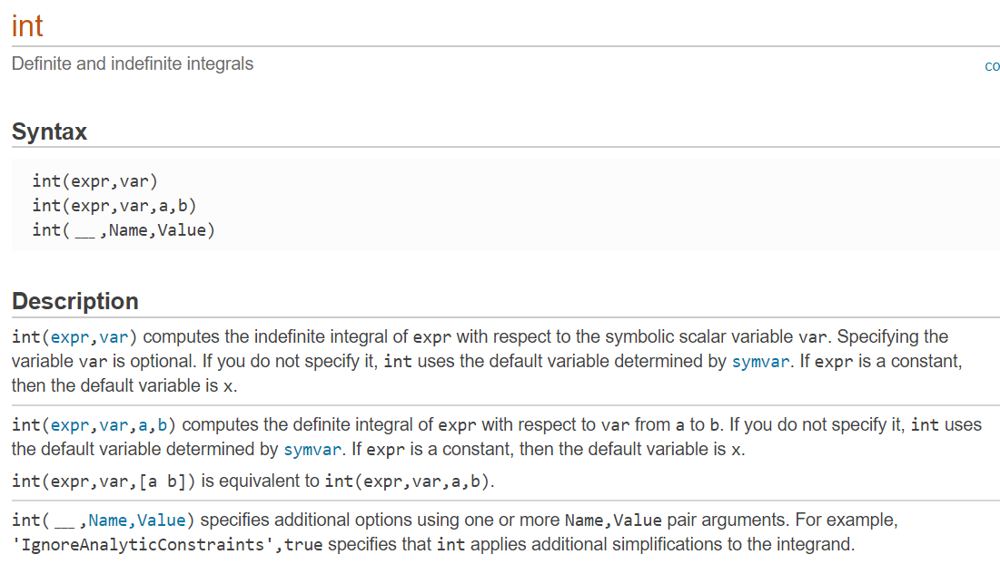 int
Definite and indefinite integrals
co
Syntax
int(expr,var)
int(expr,var,a,b)
int( ___ ,Name,Value)
Description
int(expr,var) computes the indefinite integral of expr with respect to the symbolic scalar variable var. Specifying the
variable var is optional. If you do not specify it, int uses the default variable determined by symvar. If expr is a constant,
then the default variable is x.
int(expr,var,a,b) computes the definite integral of expr with respect to var from a to b. If you do not specify it, int uses
the default variable determined by symvar. If expr is a constant, then the default variable is x.
int(expr,var,[a b]) is equivalent to int(expr,var,a,b).
int( ___ ,Name,Value) specifies additional options using one or more Name,Value pair arguments. For example,
'IgnoreAnalyticConstraints',true specifies that int applies additional simplifications to the integrand.